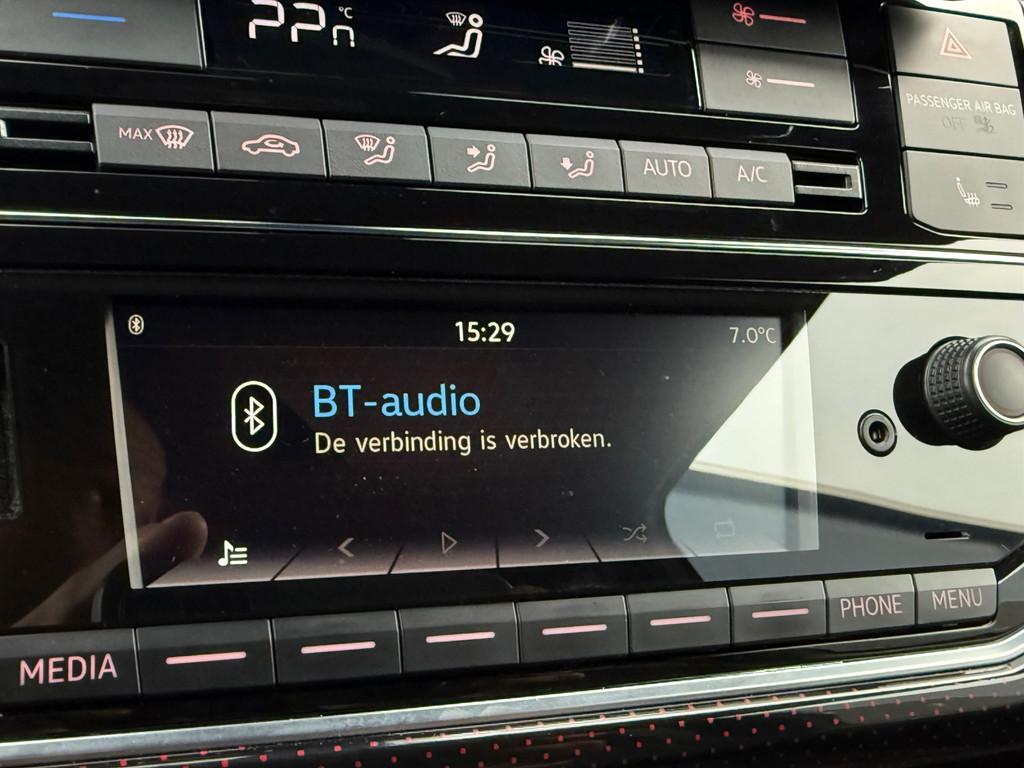 °C
MAX
AUTO
A/C
PASSENGER AIR BAG
OFF
15:29
7.0°C
BT-audio
De verbinding is verbroken.
MEDIA
PHONE
MENU